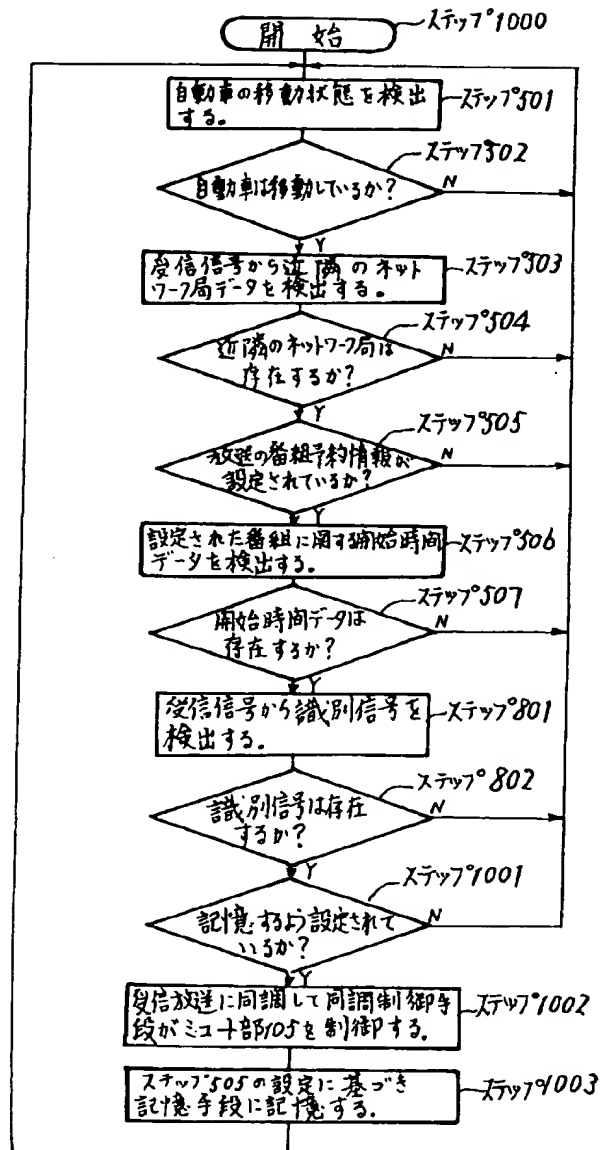 開始
ステップ1000
自動車の移動状態を検出
する。
ステップ501
ステップ502
自動車は移動しているか?
N
Y
受信信号から近隣のネット
ワーク局データを検出する。
ステップ503
ステップ504
近隣のネットワーク局は
存在するか?
N
Y
ステップ505
放送の番組予約情報が
設定されているか?
N
Y
設定された番組に関する開始時間
データを検出する。
ステップ506
ステップ507
開始時間データは
存在するか?
N
Y
受信信号から識別信号を
検出する。
ステップ801
ステップ802
識別信号は存在
するか?
N
Y
ステップ1001
記憶するよう設定されて
いるか?
N
Y
受信放送に同調して同調制御手
段がミュート部105を制御する。
ステップ1002
ステップ505の設定に基づき
記憶手段に記憶する。
ステップ1003